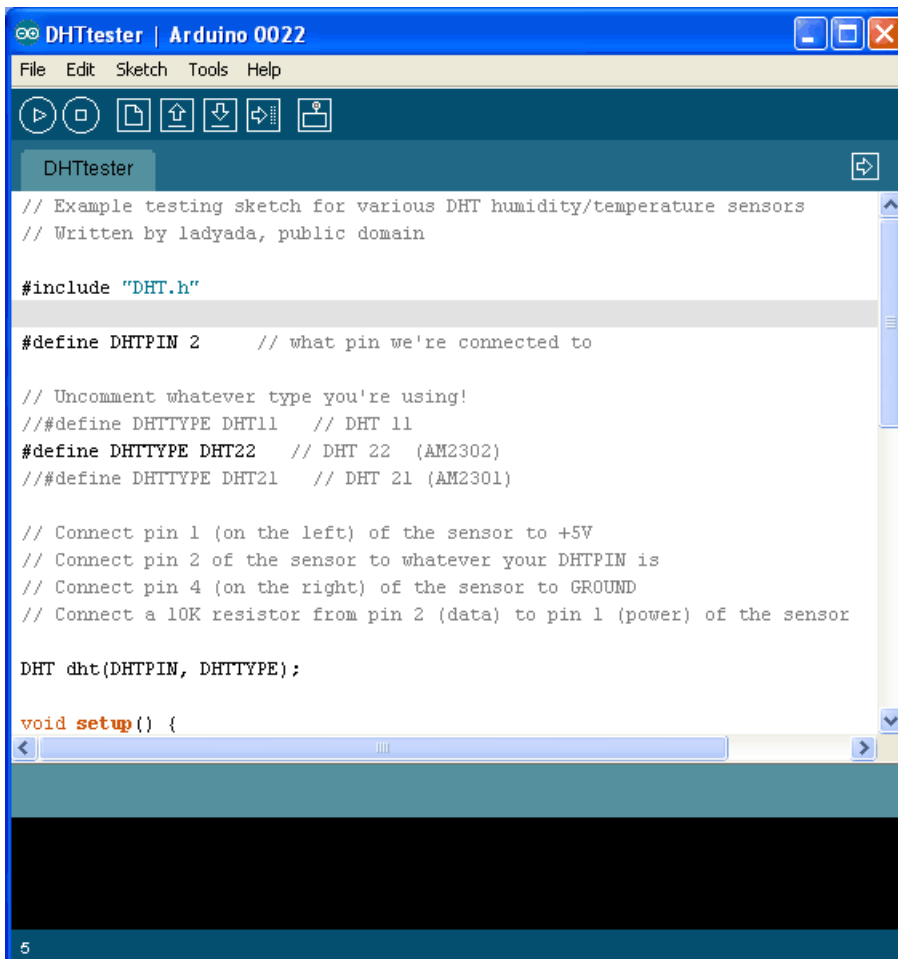 DHTtester | Arduino 0022
File Edit Sketch Tools Help
DHTtester
// Example testing sketch for various DHT humidity/temperature sensors
// Written by ladyada, public domain
#include "DHT.h"
#define DHTPIN 2     // what pin we're connected to
// Uncomment whatever type you're using!
//#define DHTTYPE DHT11   // DHT 11
#define DHTTYPE DHT22   // DHT 22  (AM2302)
//#define DHTTYPE DHT21   // DHT 21 (AM2301)
// Connect pin 1 (on the left) of the sensor to +5V
// Connect pin 2 of the sensor to whatever your DHTPIN is
// Connect pin 4 (on the right) of the sensor to GROUND
// Connect a 10K resistor from pin 2 (data) to pin 1 (power) of the sensor
DHT dht(DHTPIN, DHTTYPE);
void setup() {
5